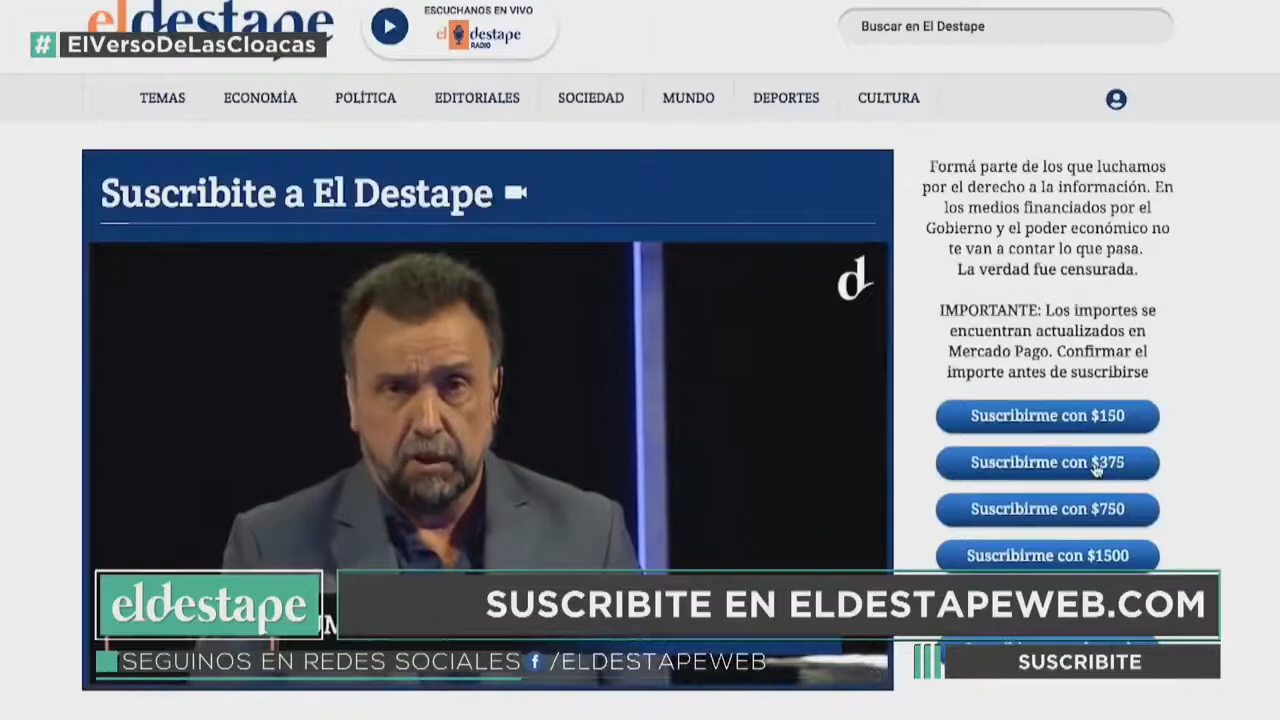 eldestape
#ElVersoDeLasCloacas
ESCUCHANOS EN VIVO
el destape
RADIO
Buscar en El Destape
TEMAS ECONOMÍA POLÍTICA EDITORIALES SOCIEDAD MUNDO DEPORTES CULTURA
Suscribite a El Destape
d
Formá parte de los que luchamos
por el derecho a la información. En
los medios financiados por el
Gobierno y el poder económico no
te van a contar lo que pasa.
La verdad fue censurada.
IMPORTANTE: Los importes se
encuentran actualizados en
Mercado Pago. Confirmar el
importe antes de suscribirse
Suscribirme con $150
Suscribirme con $375
Suscribirme con $750
Suscribirme con $1500
eldestape
SUSCRIBITE EN ELDESTAPEWEB.COM
SEGUINOS EN REDES SOCIALES f /ELDESTAPEWEB
SUSCRIBITE